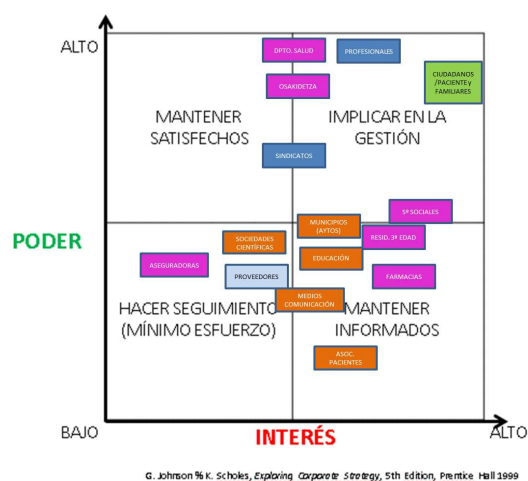 ALTO
DPTO. SALUD
PROFESIONALES
CIUDADANOS
/PACIENTE y
FAMILIARES
OSAKIDETZA
MANTENER
SATISFECHOS
IMPLICAR EN LA
GESTIÓN
SINDICATOS
Sº SOCIALES
MUNICIPIOS
(AYTOS)
RESID. 3ª EDAD
SOCIEDADES
CIENTÍFICAS
PODER
EDUCACIÓN
ASEGURADORAS
PROVEEDORES
FARMACIAS
MEDIOS
COMUNICACIÓN
HACER SEGUIMIENTO
(MÍNIMO ESFUERZO)
MANTENER
INFORMADOS
ASOC.
PACIENTES
BAJO
INTERÉS
ALTO
G. Johnson % K. Scholes, Exploring Corporate Strategy, 5th Edition, Prentice Hall 1999